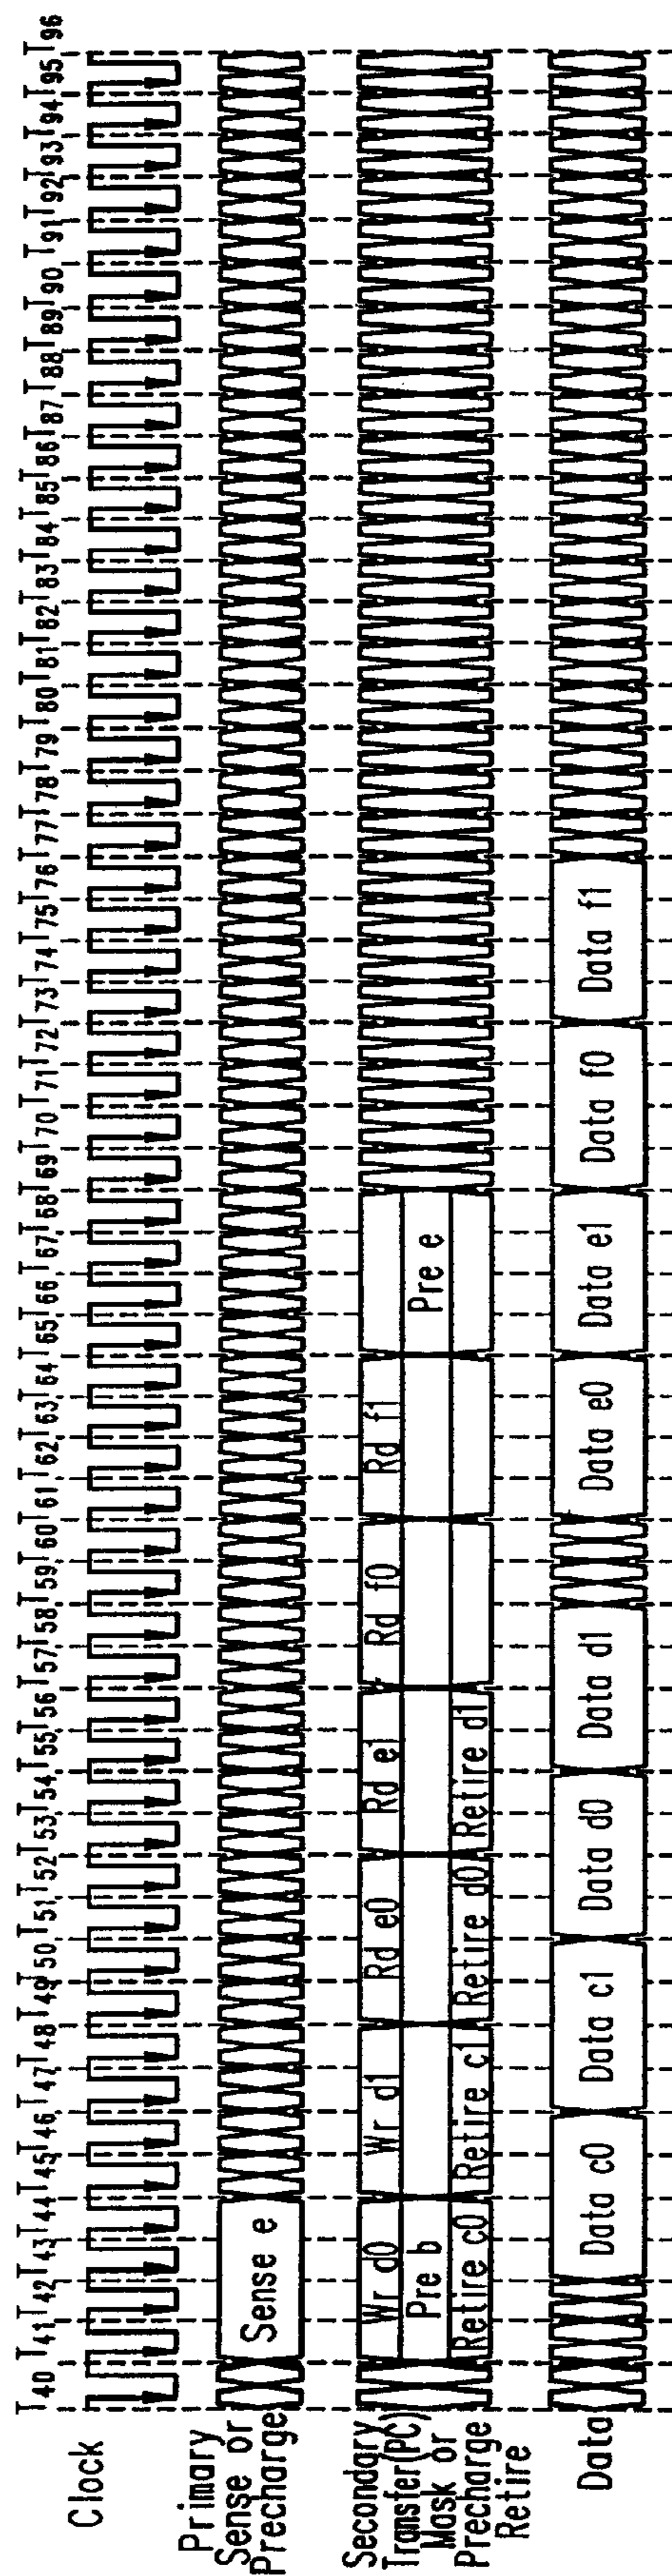 T40 T41 T42 T43 T44 T45 T46 T47 T48 T49 T50 T51 T52 T53 T54 T55 T56 T57 T58 T59 T60 T61 T62 T63 T64 T65 T66 T67 T68 T69 T70 T71 T72 T73 T74 T75 T76 T77 T78 T79 T80 T81 T82 T83 T84 T85 T86 T87 T88 T89 T90 T91 T92 T93 T94 T95 T96
Clock
Primary
Sense or
Precharge
Sense e
Secondary
Transfer(PC)
Mask or
Precharge
Retire
Wr d0 Wr d1 Rd e0 Rd e1 Rd f0 Rd f1
Pre b Pre e
Retire c0 Retire c1 Retire d0 Retire d1
Data
Data c0 Data c1 Data d0 Data d1 Data e0 Data e1 Data f0 Data f1